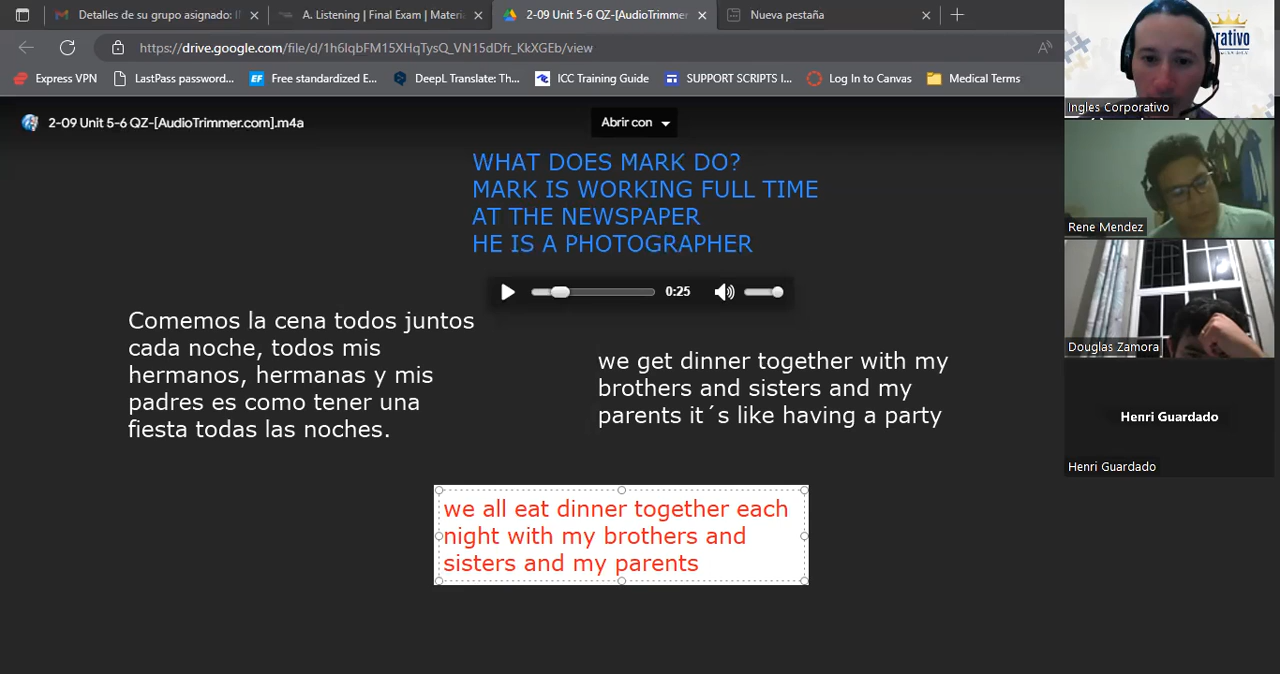 Detalles de su grupo asignado: I
A. Listening | Final Exam | Materia
2-09 Unit 5-6 QZ-[AudioTrimmer
Nueva pestaña
https://drive.google.com/file/d/1h6lqbFM15XHqTysQ_VN15dDfr_KkXGEb/view
Express VPN
LastPass password...
EF
Free standardized E...
DeepL Translate: Th...
ICC Training Guide
SUPPORT SCRIPTS I...
Log In to Canvas
Medical Terms
2-09 Unit 5-6 QZ-[AudioTrimmer.com].m4a
Abrir con
WHAT DOES MARK DO?
MARK IS WORKING FULL TIME
AT THE NEWSPAPER
HE IS A PHOTOGRAPHER
0:25
Comemos la cena todos juntos
cada noche, todos mis
hermanos, hermanas y mis
padres es como tener una
fiesta todas las noches.
we get dinner together with my
brothers and sisters and my
parents it´s like having a party
we all eat dinner together each
night with my brothers and
sisters and my parents
Ingles Corporativo
Rene Mendez
Douglas Zamora
Henri Guardado
Henri Guardado